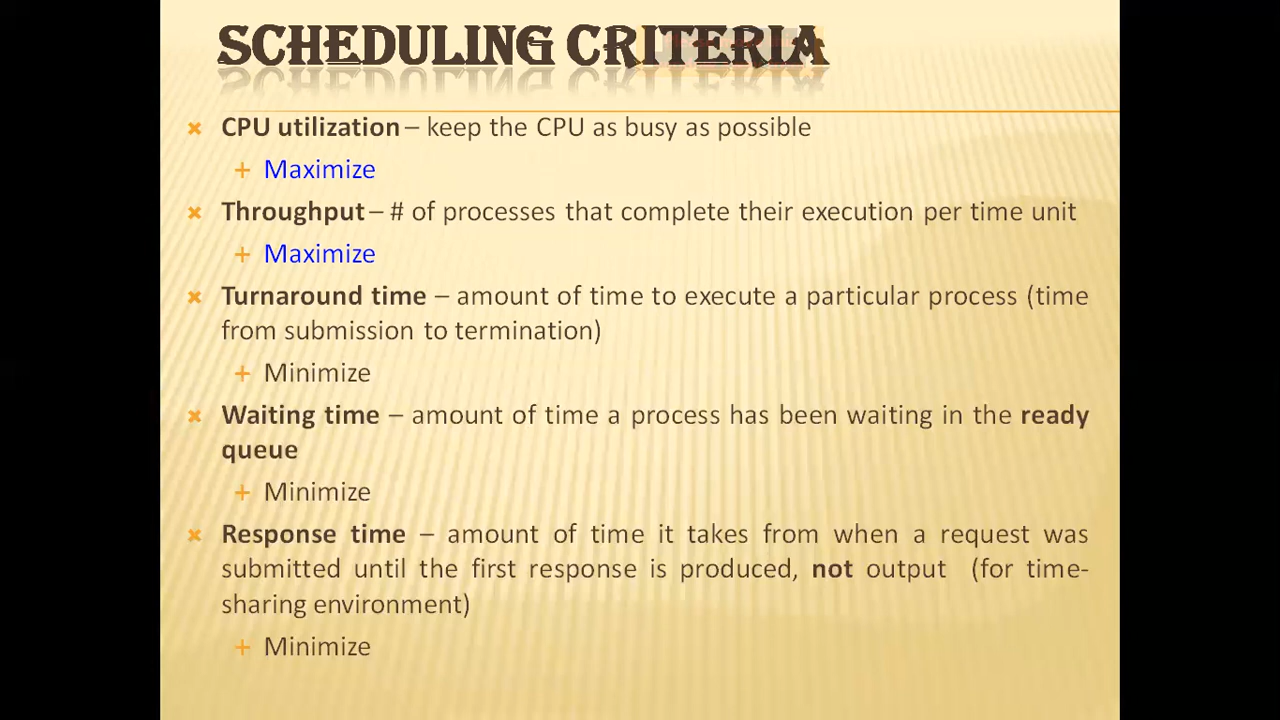 SCHEDULING CRITERIA
CPU utilization – keep the CPU as busy as possible
Maximize
Throughput – # of processes that complete their execution per time unit
Maximize
Turnaround time – amount of time to execute a particular process (time
from submission to termination)
Minimize
Waiting time – amount of time a process has been waiting in the ready
queue
Minimize
Response time – amount of time it takes from when a request was
submitted until the first response is produced, not output (for time-
sharing environment)
Minimize